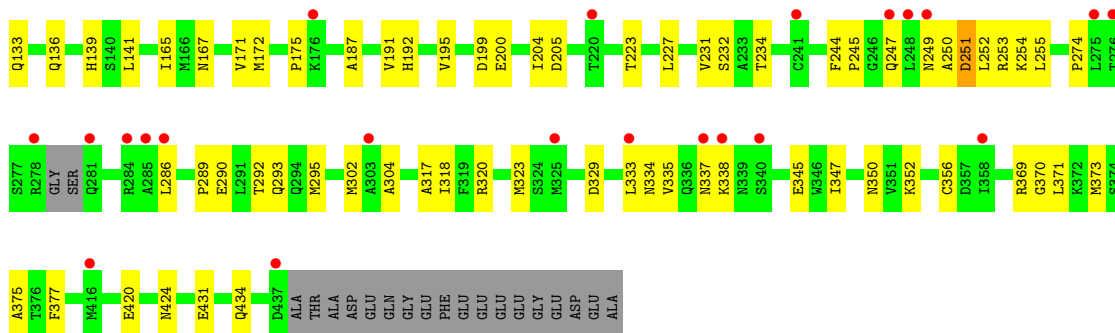 Q133 Q136 H139 S140 L141 I165 M166 N167 V171 M172 P175 K176 A187 V191 H192 V195 D199 E200 I204 D205 T220 T223 L227 V231 S232 A233 T234 C241 F244 P245 G246 Q247 L248 N249 A250 D251 L252 R253 K254 L255 P274 L275 T276
S277 R278 GLY SER Q281 R284 A285 L286 P289 E290 L291 T292 Q293 Q294 M295 M302 A303 A304 A317 I318 F319 R320 M323 S324 M325 D329 L333 N334 V335 Q336 N337 K338 N339 S340 E345 W346 I347 N350 V351 K352 C356 D357 I358 R369 G370 L371 K372 M373 S374
A375 T376 F377 M416 E420 N424 E431 Q434 D437 ALA THR ALA ASP GLU GLN GLY GLU PHE GLU GLU GLU GLU GLY GLU ASP GLU ALA